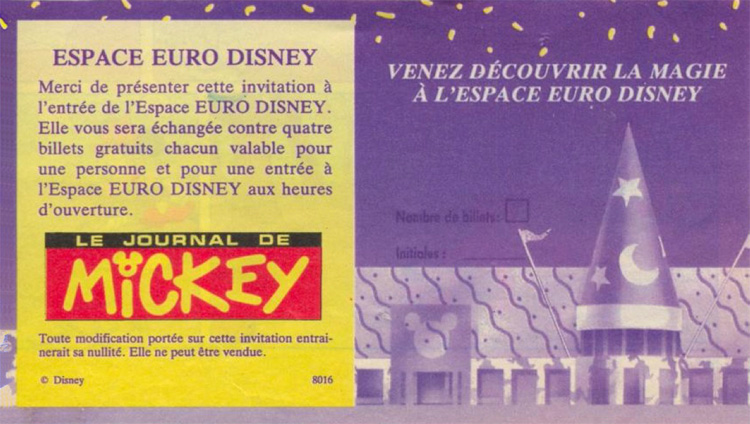 ESPACE EURO DISNEY
Merci de présenter cette invitation à
l'entrée de l'Espace EURO DISNEY.
Elle vous sera échangée contre quatre
billets gratuits chacun valable pour
une personne et pour une entrée à
l'Espace EURO DISNEY aux heures
d'ouverture.
LE JOURNAL DE
MiCKEY
Toute modification portée sur cette invitation entrai-
nerait sa nullité. Elle ne peut être vendue.
© Disney 8016
VENEZ DÉCOUVRIR LA MAGIE
À L'ESPACE EURO DISNEY
Nombre de billets :
Initiales :